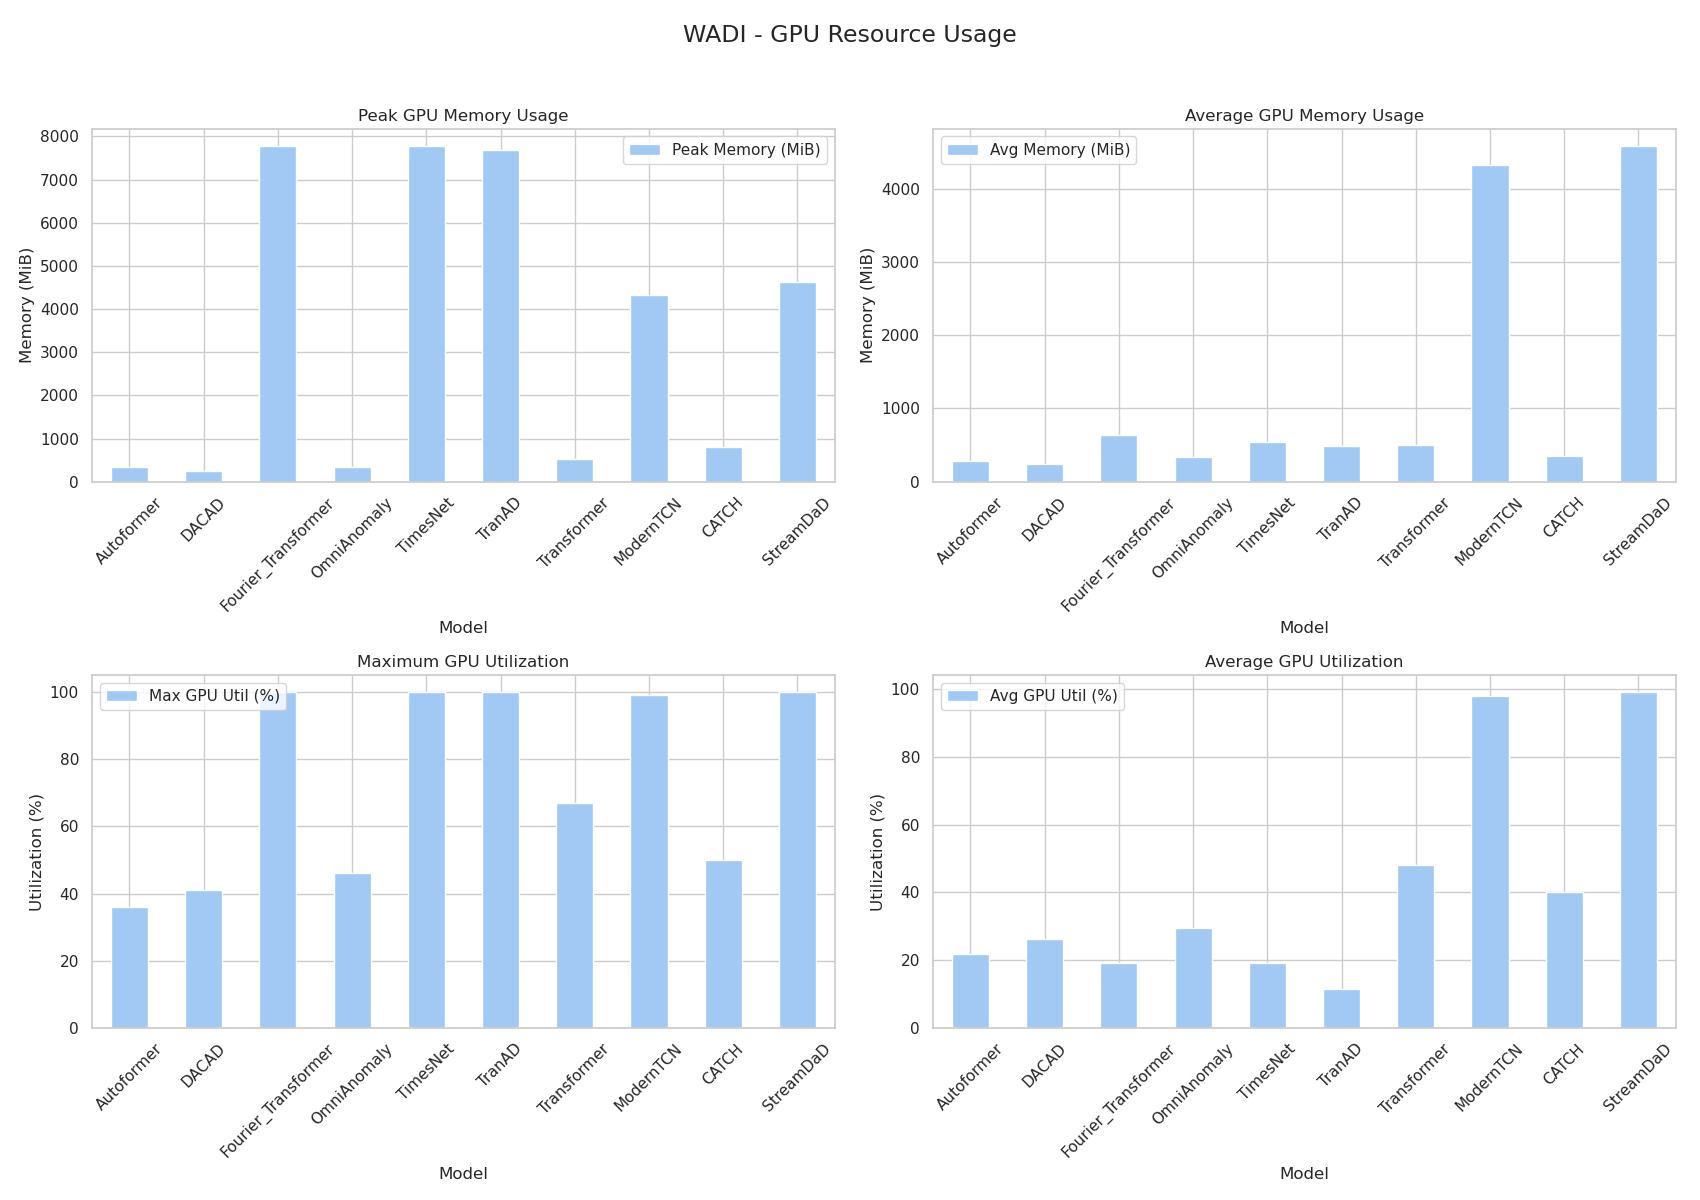 WADI - GPU Resource Usage
Peak GPU Memory Usage
Peak Memory (MiB)
Memory (MiB)
8000
7000
6000
5000
4000
3000
2000
1000
0
Autoformer
DACAD
Fourier_Transformer
OmniAnomaly
TimesNet
TranAD
Transformer
ModernTCN
CATCH
StreamDaD
Model
Average GPU Memory Usage
Avg Memory (MiB)
Memory (MiB)
4000
3000
2000
1000
0
Autoformer
DACAD
Fourier_Transformer
OmniAnomaly
TimesNet
TranAD
Transformer
ModernTCN
CATCH
StreamDaD
Model
Maximum GPU Utilization
Max GPU Util (%)
Utilization (%)
100
80
60
40
20
0
Autoformer
DACAD
Fourier_Transformer
OmniAnomaly
TimesNet
TranAD
Transformer
ModernTCN
CATCH
StreamDaD
Model
Average GPU Utilization
Avg GPU Util (%)
Utilization (%)
100
80
60
40
20
0
Autoformer
DACAD
Fourier_Transformer
OmniAnomaly
TimesNet
TranAD
Transformer
ModernTCN
CATCH
StreamDaD
Model